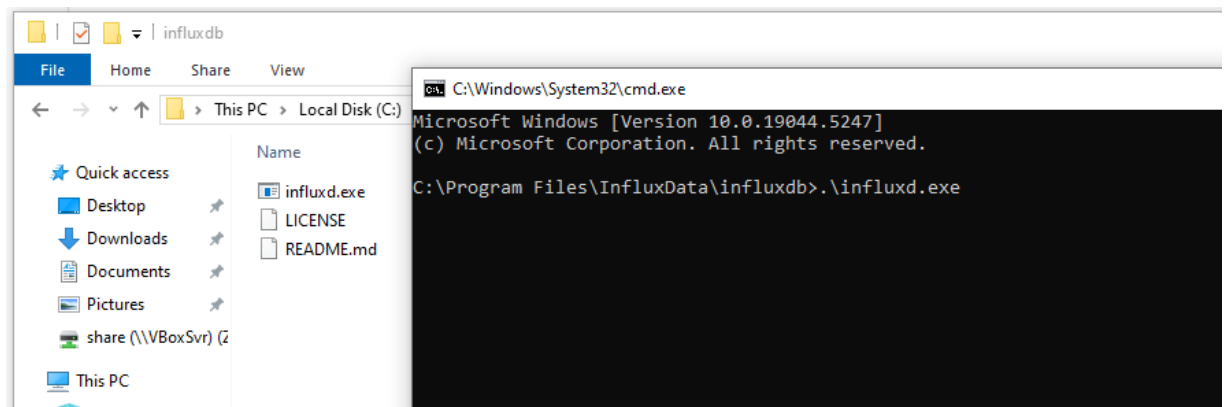 influxdb
File Home Share View
This PC > Local Disk (C:)
Quick access
Desktop
Downloads
Documents
Pictures
share (\\VBoxSvr) (Z
This PC
Name
influxd.exe
LICENSE
README.md
C:\Windows\System32\cmd.exe
Microsoft Windows [Version 10.0.19044.5247]
(c) Microsoft Corporation. All rights reserved.
C:\Program Files\InfluxData\influxdb>.\influxd.exe